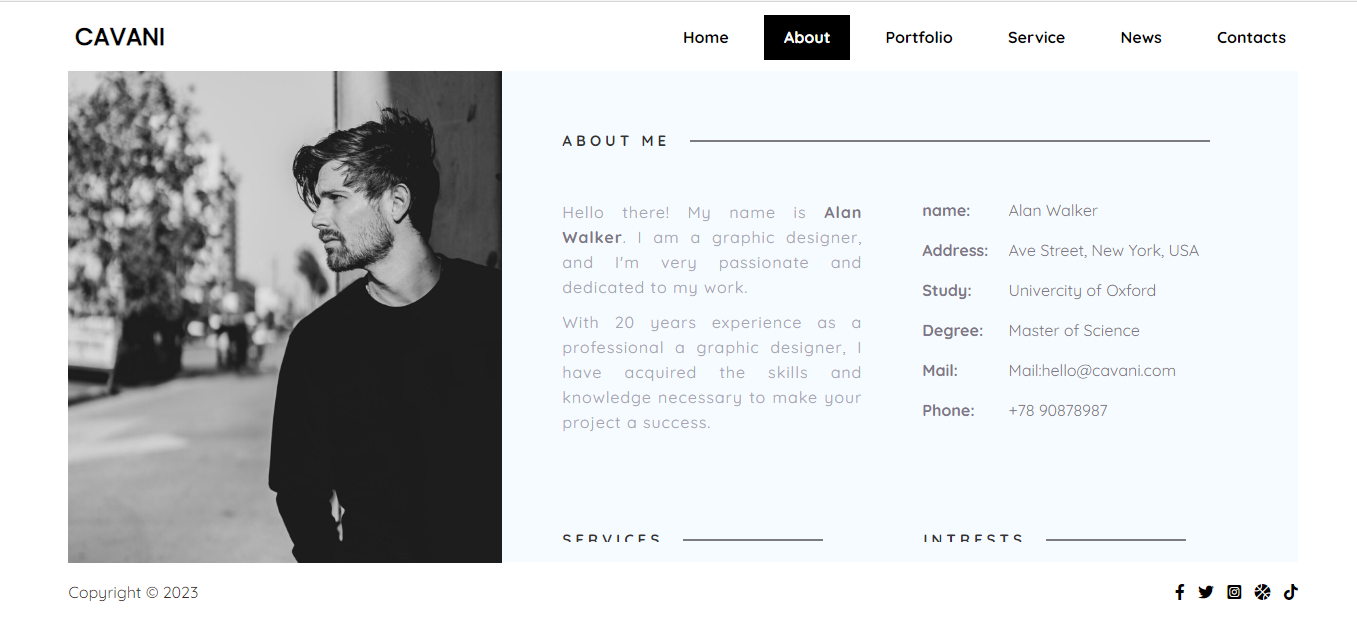 CAVANI
Home About Portfolio Service News Contacts
ABOUT ME
Hello there! My name is Alan
Walker. I am a graphic designer,
and I'm very passionate and
dedicated to my work.
With 20 years experience as a
professional a graphic designer, I
have acquired the skills and
knowledge necessary to make your
project a success.
name: Alan Walker
Address: Ave Street, New York, USA
Study: Univercity of Oxford
Degree: Master of Science
Mail: Mail:hello@cavani.com
Phone: +78 90878987
SERVICES
INTRESTS
Copyright © 2023